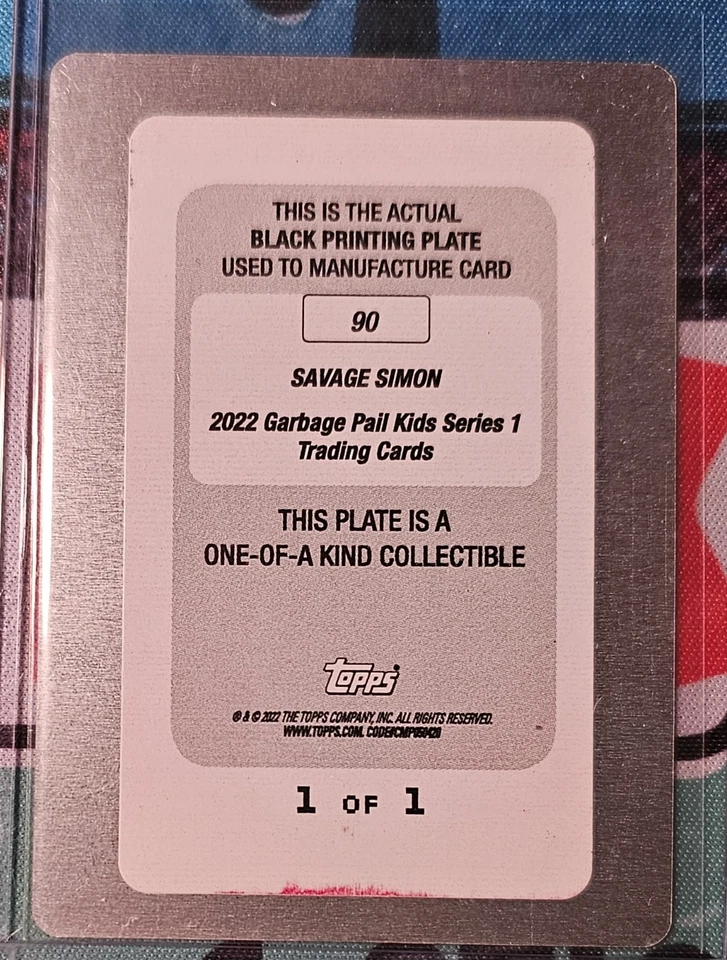 THIS IS THE ACTUAL
BLACK PRINTING PLATE
USED TO MANUFACTURE CARD
90
SAVAGE SIMON
2022 Garbage Pail Kids Series 1
Trading Cards
THIS PLATE IS A
ONE-OF-A KIND COLLECTIBLE
Topps
® & © 2022 THE TOPPS COMPANY, INC. ALL RIGHTS RESERVED.
WWW.TOPPS.COM. CODE#CMP050420
1 OF 1